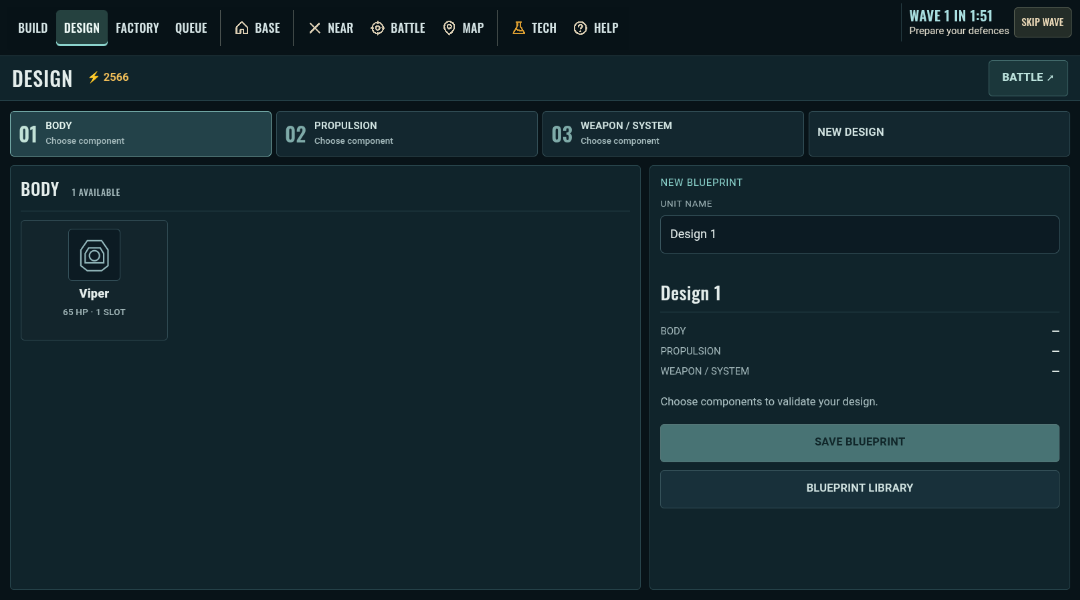 BUILD
DESIGN
FACTORY
QUEUE
BASE
NEAR
BATTLE
MAP
TECH
HELP
WAVE 1 IN 1:51
Prepare your defences
SKIP WAVE
DESIGN
⚡ 2566
BATTLE ↗
01
BODY
Choose component
02
PROPULSION
Choose component
03
WEAPON / SYSTEM
Choose component
NEW DESIGN
BODY 1 AVAILABLE
Viper
65 HP · 1 SLOT
NEW BLUEPRINT
UNIT NAME
Design 1
Design 1
BODY –
PROPULSION –
WEAPON / SYSTEM –
Choose components to validate your design.
SAVE BLUEPRINT
BLUEPRINT LIBRARY